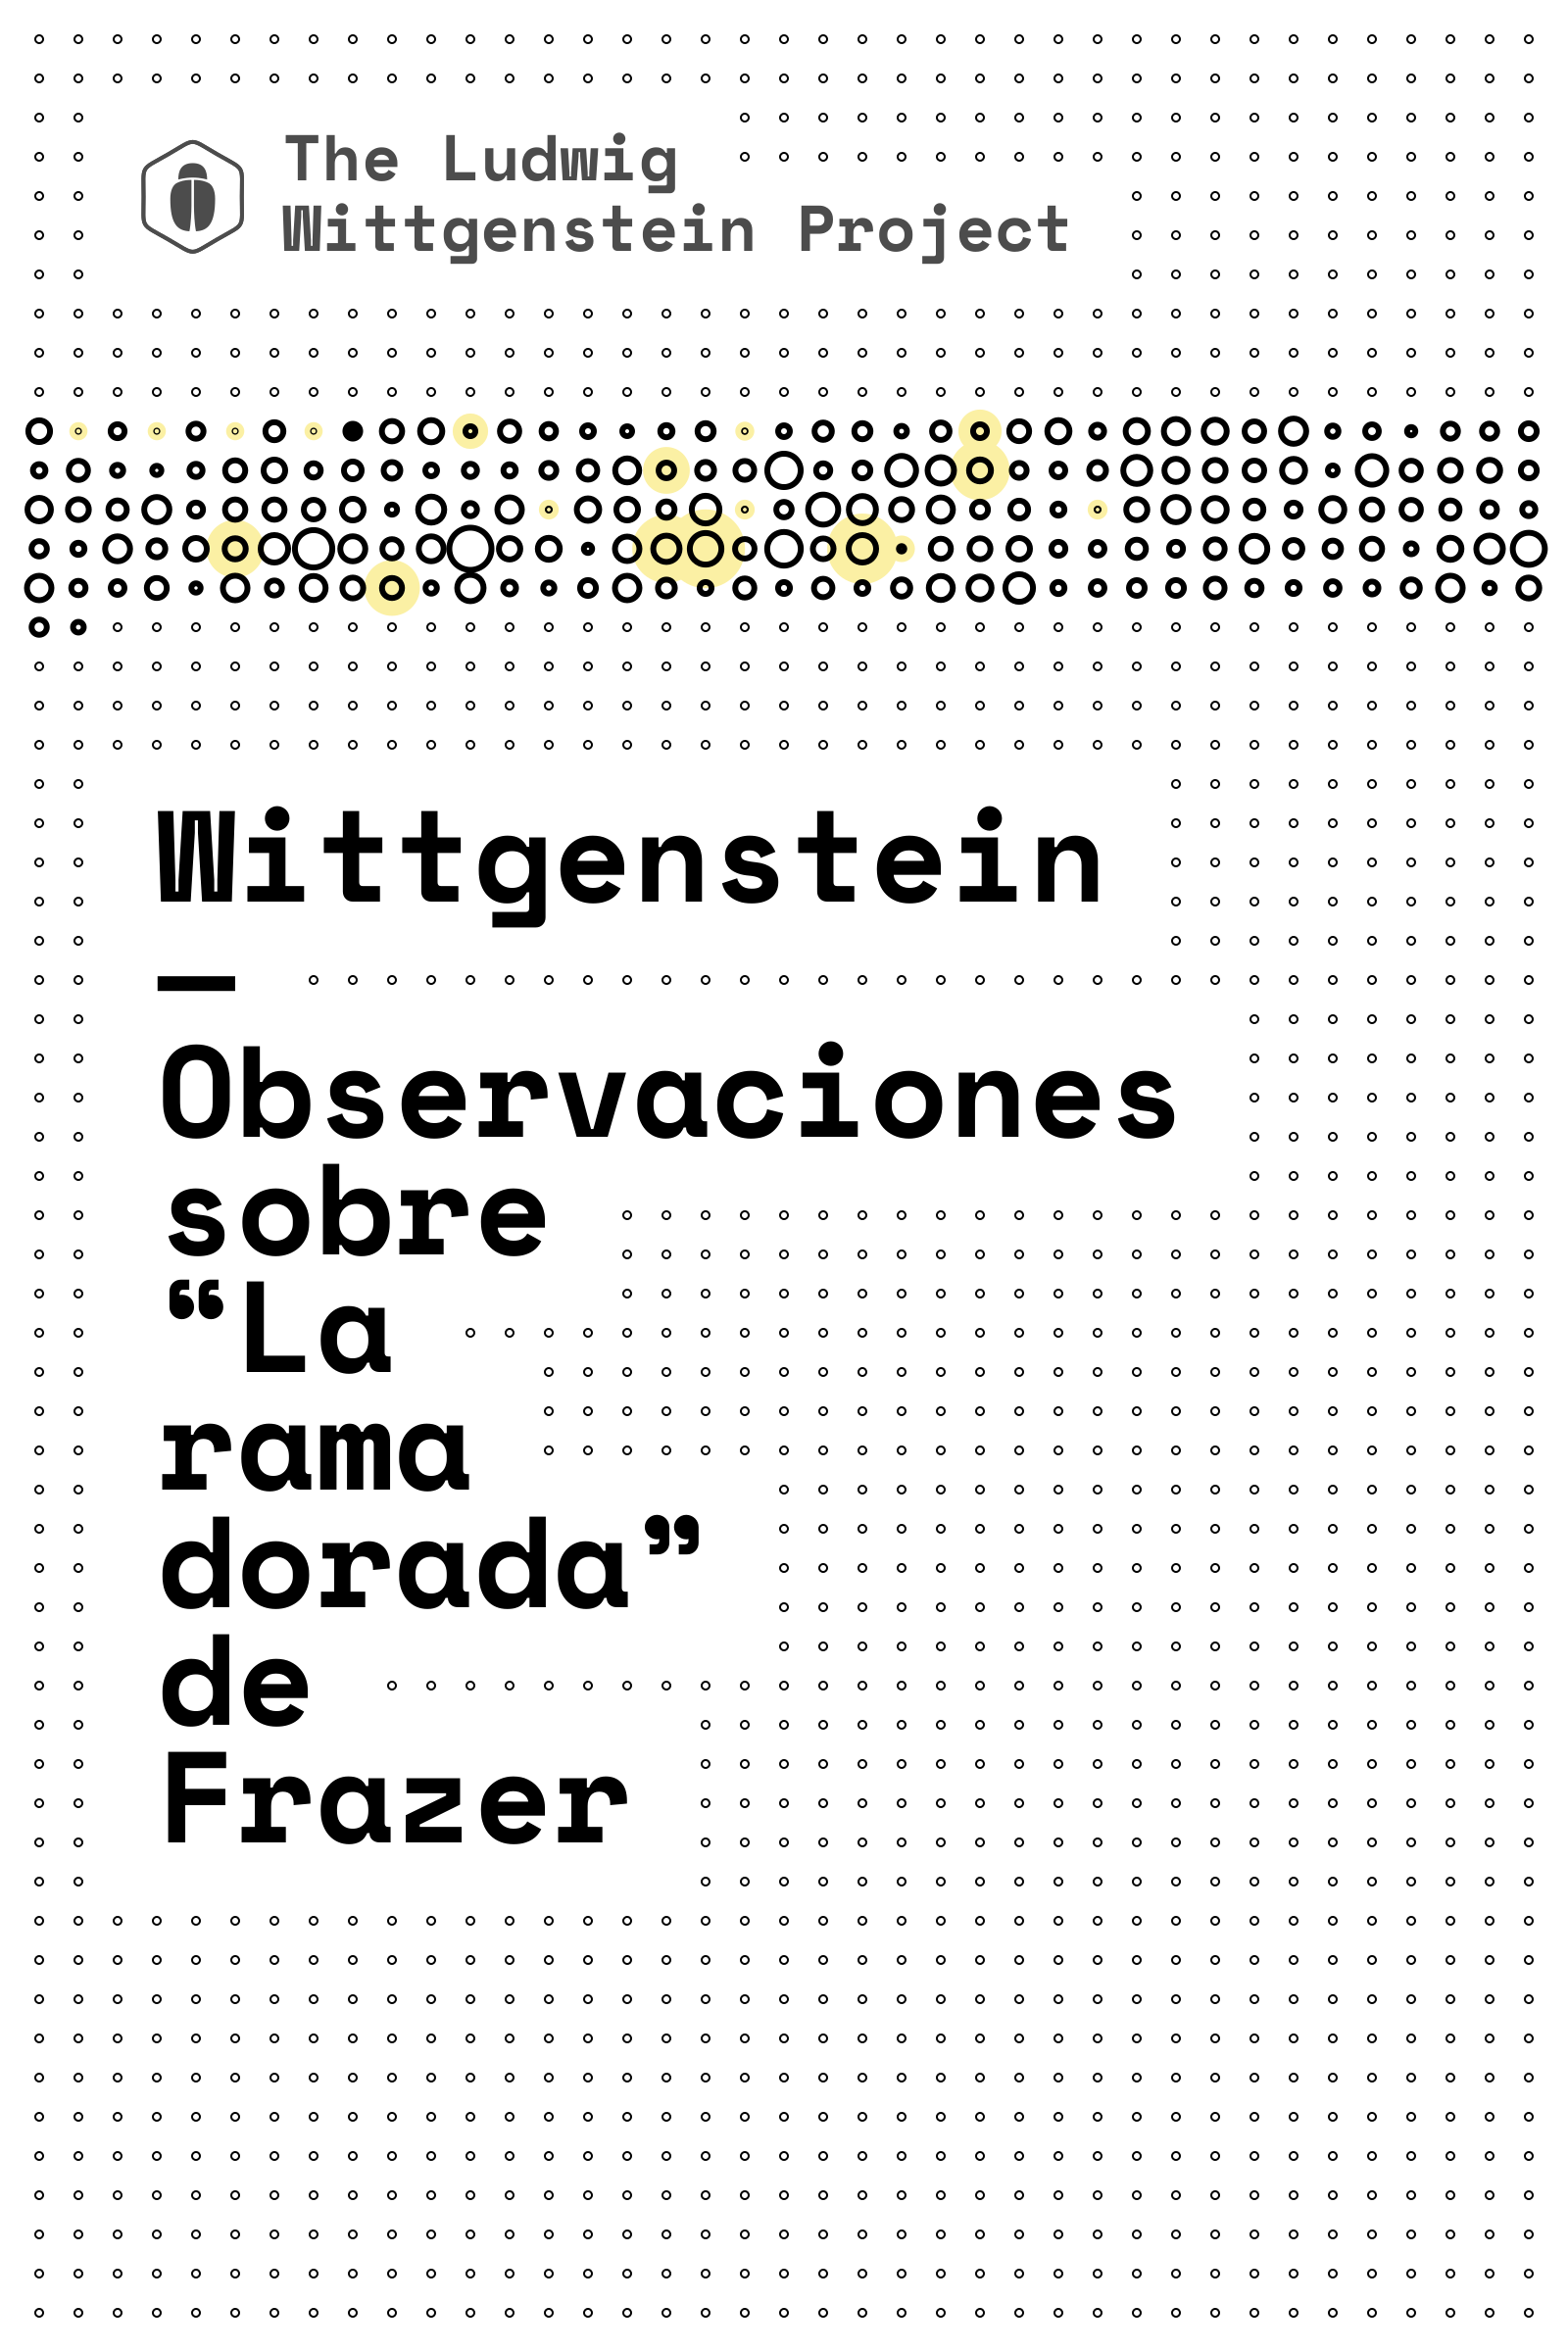 The Ludwig
Wittgenstein Project
Wittgenstein
—
Observaciones
sobre
“La
rama
dorada”
de
Frazer